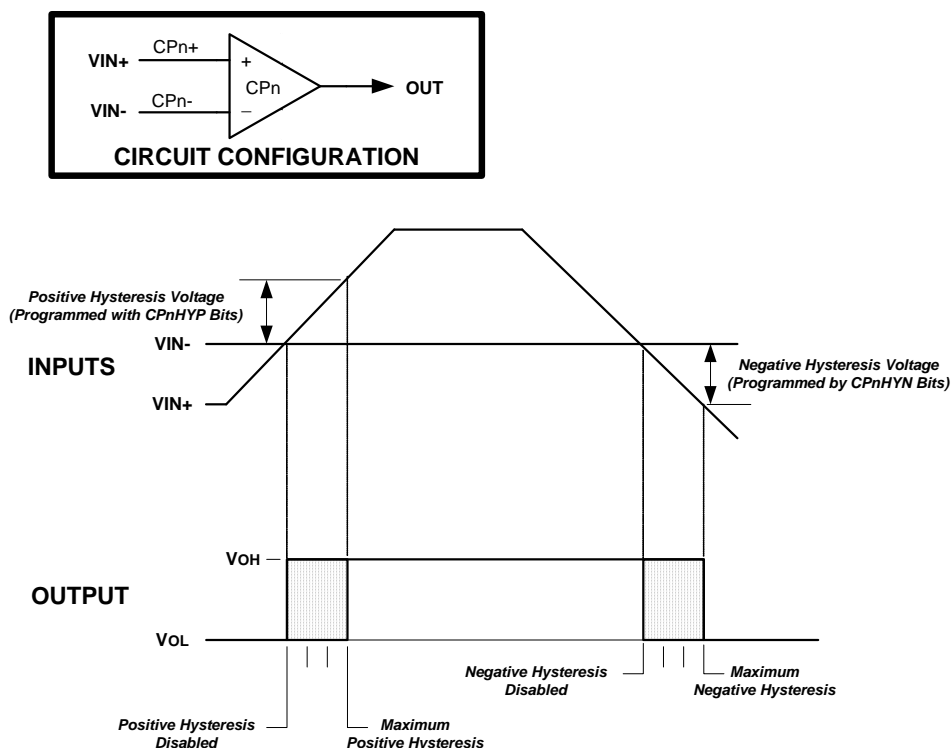 VIN+
CPn+
+
CPn
OUT
VIN-
CPn-
−
CIRCUIT CONFIGURATION
Positive Hysteresis Voltage
(Programmed with CPnHYP Bits)
VIN-
INPUTS
Negative Hysteresis Voltage
(Programmed by CPnHYN Bits)
VIN+
VOH
OUTPUT
VOL
Negative Hysteresis
Disabled
Maximum
Negative Hysteresis
Positive Hysteresis
Disabled
Maximum
Positive Hysteresis